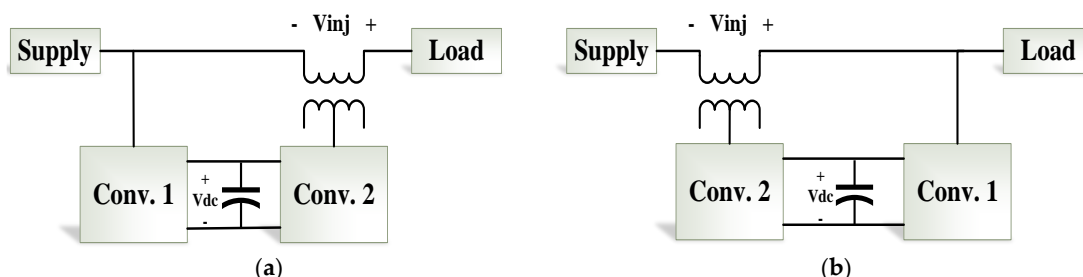 - Vinj +
Supply
Load
Conv. 1
+
Vdc
-
Conv. 2
(a)
- Vinj +
Supply
Load
Conv. 2
+
Vdc
-
Conv. 1
(b)